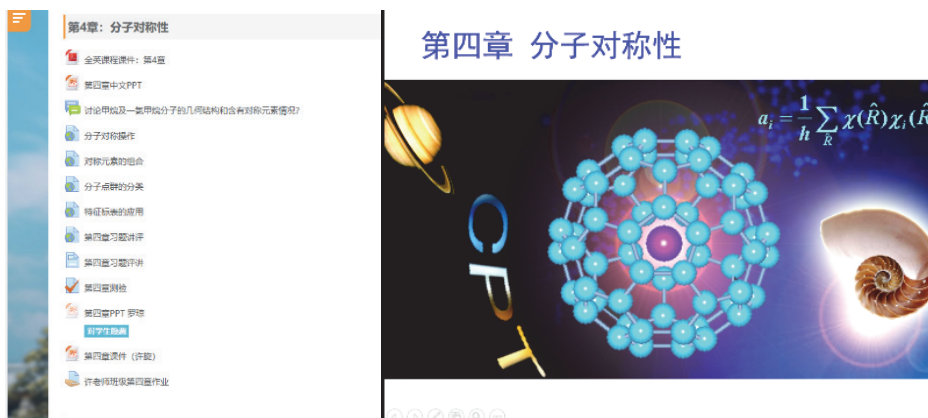 第4章：分子对称性
全英课程课件：第4章
第四章中文PPT
讨论甲烷及一氯甲烷分子的几何结构和含有对称元素情况?
分子对称操作
对称元素的组合
分子点群的分类
特征标表的应用
第四章习题讲评
第四章习题评讲
第四章测验
第四章PPT 罗琼
对学生隐藏
第四章课件（许旋）
许老师班级第四章作业
第四章 分子对称性
CPT